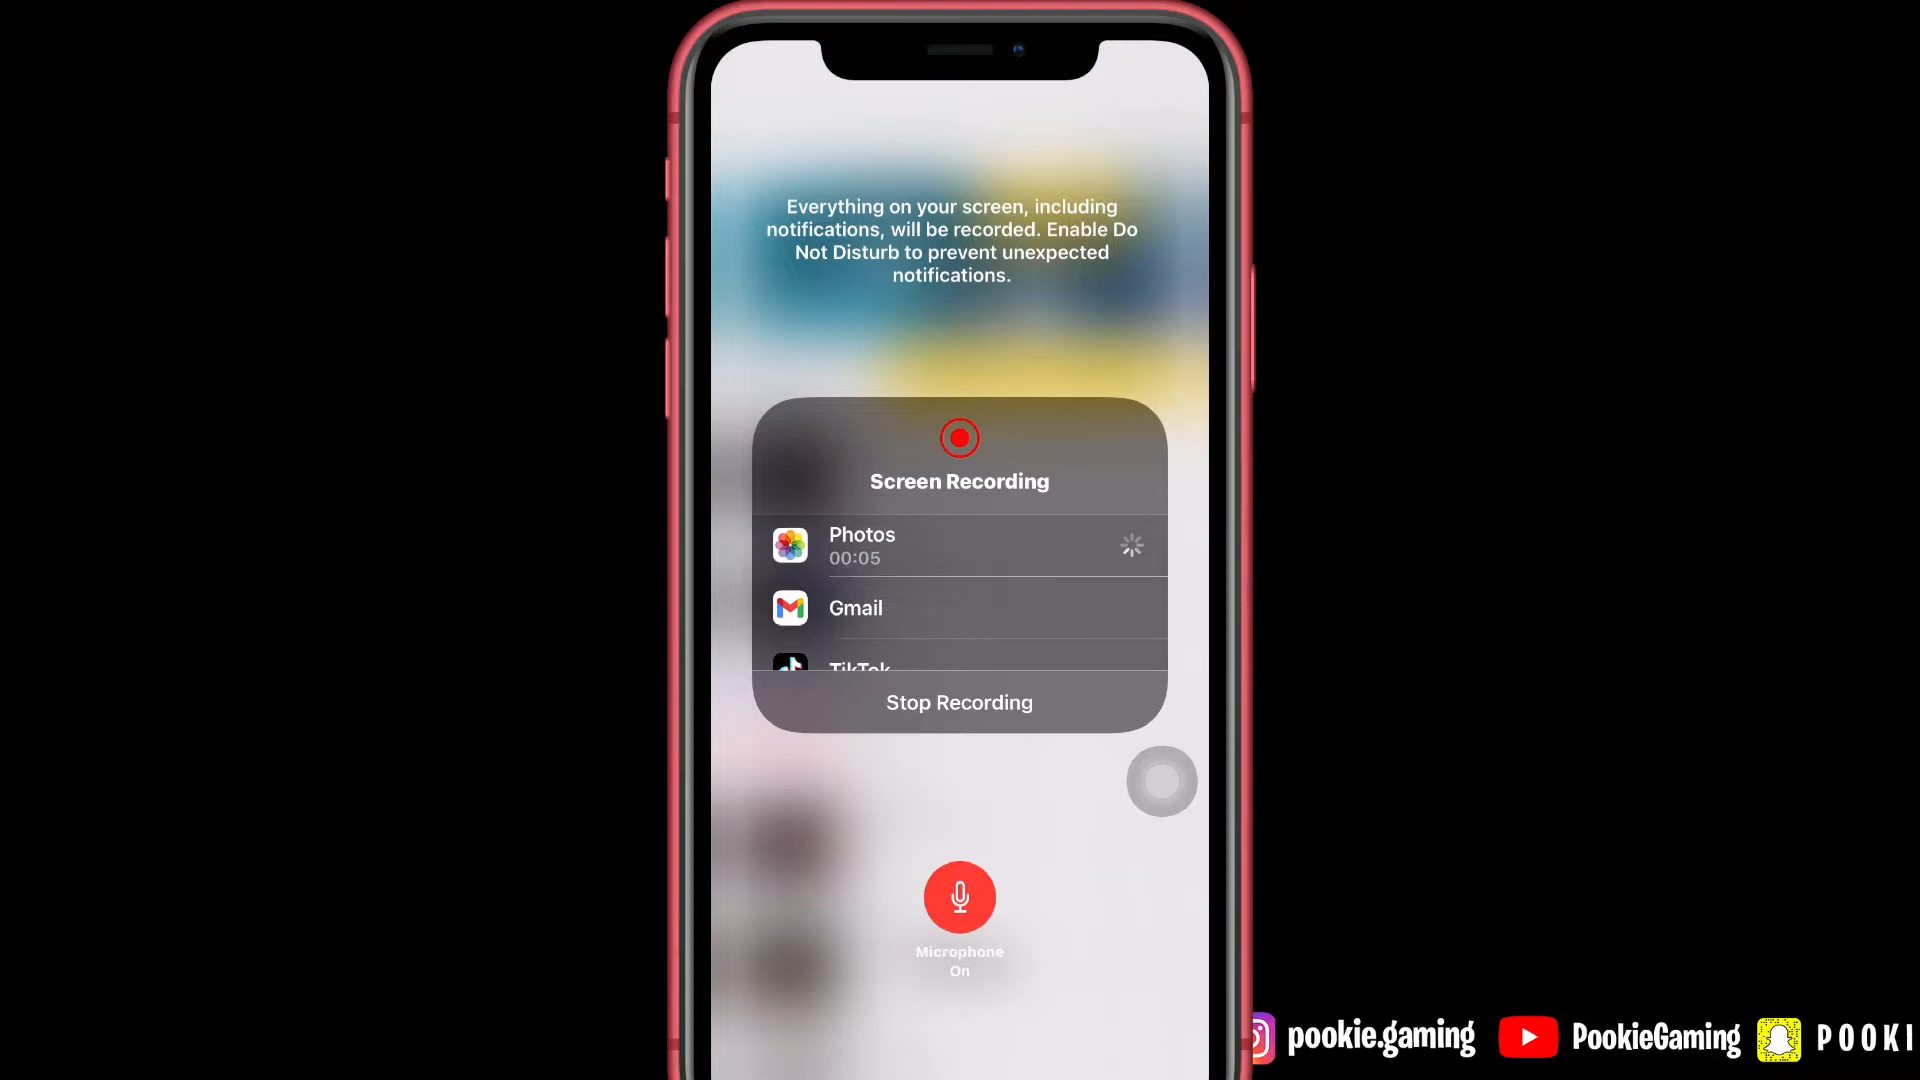 Everything on your screen, including
notifications, will be recorded. Enable Do
Not Disturb to prevent unexpected
notifications.
Screen Recording
Photos
00:05
Gmail
TikTok
Stop Recording
Microphone
On
pookie.gaming
PookieGaming
POOKI